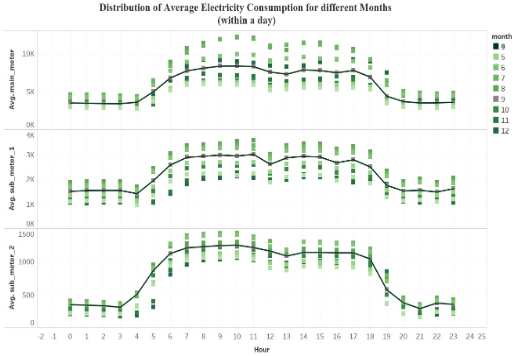 Distribution of Average Electricity Consumption for different Months
(within a day)
month
9
5
6
7
8
9
10
11
12
Avg.main_meter
10K
5K
0K
Avg. sub_meter_1
4K
3K
2K
1K
0K
Avg. sub_meter_2
1500
1000
500
0
-2 -1 0 1 2 3 4 5 6 7 8 9 10 11 12 13 14 15 16 17 18 19 20 21 22 23 24 25
Hour